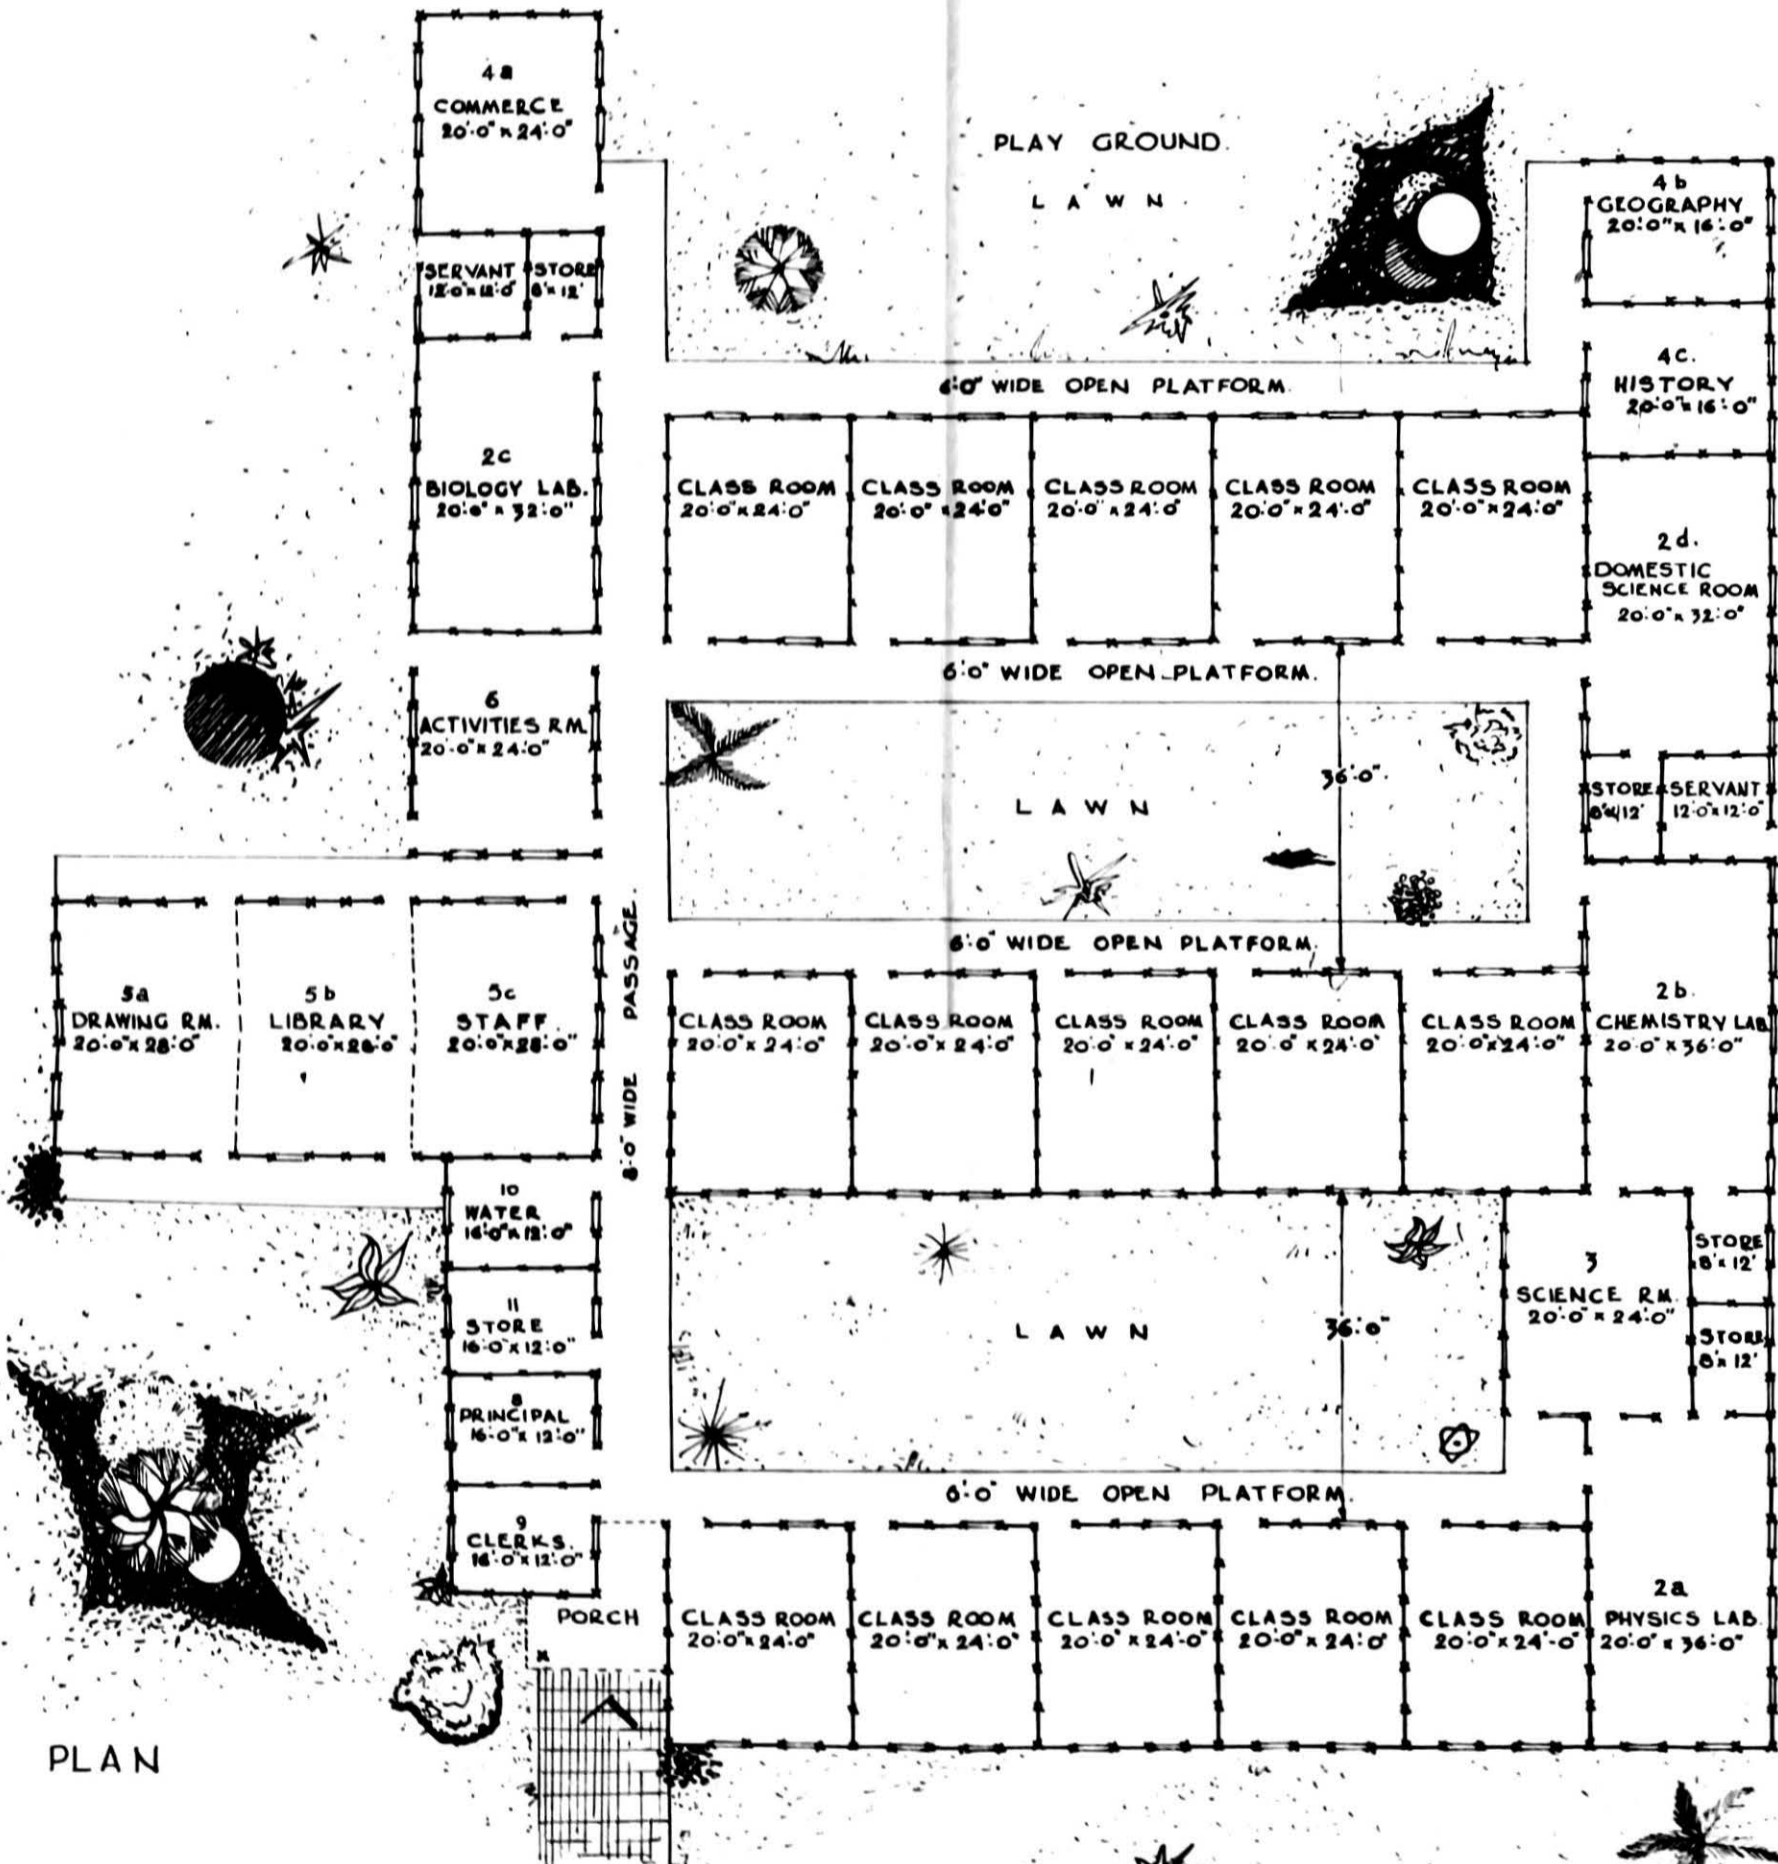 4a
COMMERCE
20'-0" x 24'-0"
PLAY GROUND.
LAWN.
4b
GEOGRAPHY
20'-0" x 16'-0"
SERVANT
12'-0" x 12'-0"
STORE
8' x 12'
6'-0" WIDE OPEN PLATFORM.
4c.
HISTORY
20'-0" x 16'-0"
2c
BIOLOGY LAB.
20'-0" x 32'-0"
CLASS ROOM
20'-0" x 24'-0"
CLASS ROOM
20'-0" x 24'-0"
CLASS ROOM
20'-0" x 24'-0"
CLASS ROOM
20'-0" x 24'-0"
CLASS ROOM
20'-0" x 24'-0"
2d.
DOMESTIC
SCIENCE ROOM
20'-0" x 32'-0"
6'-0" WIDE OPEN PLATFORM.
6
ACTIVITIES RM.
20'-0" x 24'-0"
36'-0".
LAWN
STORE
8' x 12'
SERVANT
12'-0" x 12'-0"
8'-0" WIDE PASSAGE.
6'-0" WIDE OPEN PLATFORM.
5a
DRAWING RM.
20'-0" x 28'-0"
5b
LIBRARY
20'-0" x 28'-0"
5c
STAFF.
20'-0" x 28'-0"
CLASS ROOM
20'-0" x 24'-0"
CLASS ROOM
20'-0" x 24'-0"
CLASS ROOM
20'-0" x 24'-0"
CLASS ROOM
20'-0" x 24'-0"
CLASS ROOM
20'-0" x 24'-0"
2b.
CHEMISTRY LAB
20'-0" x 36'-0"
10
WATER
16'-0" x 12'-0"
11
STORE
16'-0" x 12'-0"
LAWN
36'-0"
3
SCIENCE RM.
20'-0" x 24'-0"
STORE
8' x 12'
STORE
8' x 12'
8
PRINCIPAL
16'-0" x 12'-0"
6'-0" WIDE OPEN PLATFORM.
9
CLERKS.
16'-0" x 12'-0"
PORCH
CLASS ROOM
20'-0" x 24'-0"
CLASS ROOM
20'-0" x 24'-0"
CLASS ROOM
20'-0" x 24'-0"
CLASS ROOM
20'-0" x 24'-0"
CLASS ROOM
20'-0" x 24'-0"
2a
PHYSICS LAB.
20'-0" x 36'-0"
PLAN